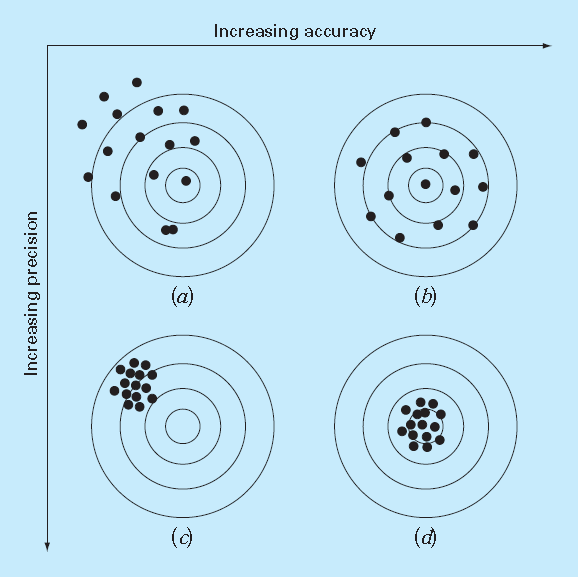 Increasing accuracy
Increasing precision
(a)
(b)
(c)
(d)